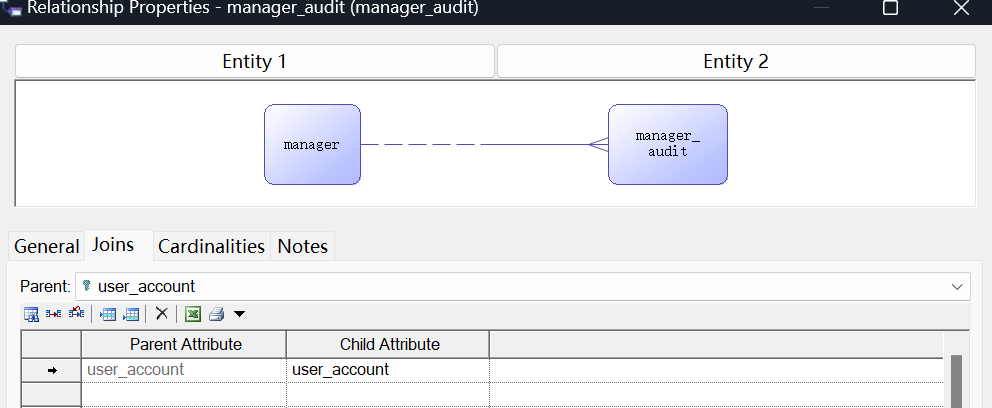 Relationship Properties - manager_audit (manager_audit)
Entity 1
Entity 2
manager
manager_
audit
General
Joins
Cardinalities
Notes
Parent: user_account
Parent Attribute
Child Attribute
user_account
user_account